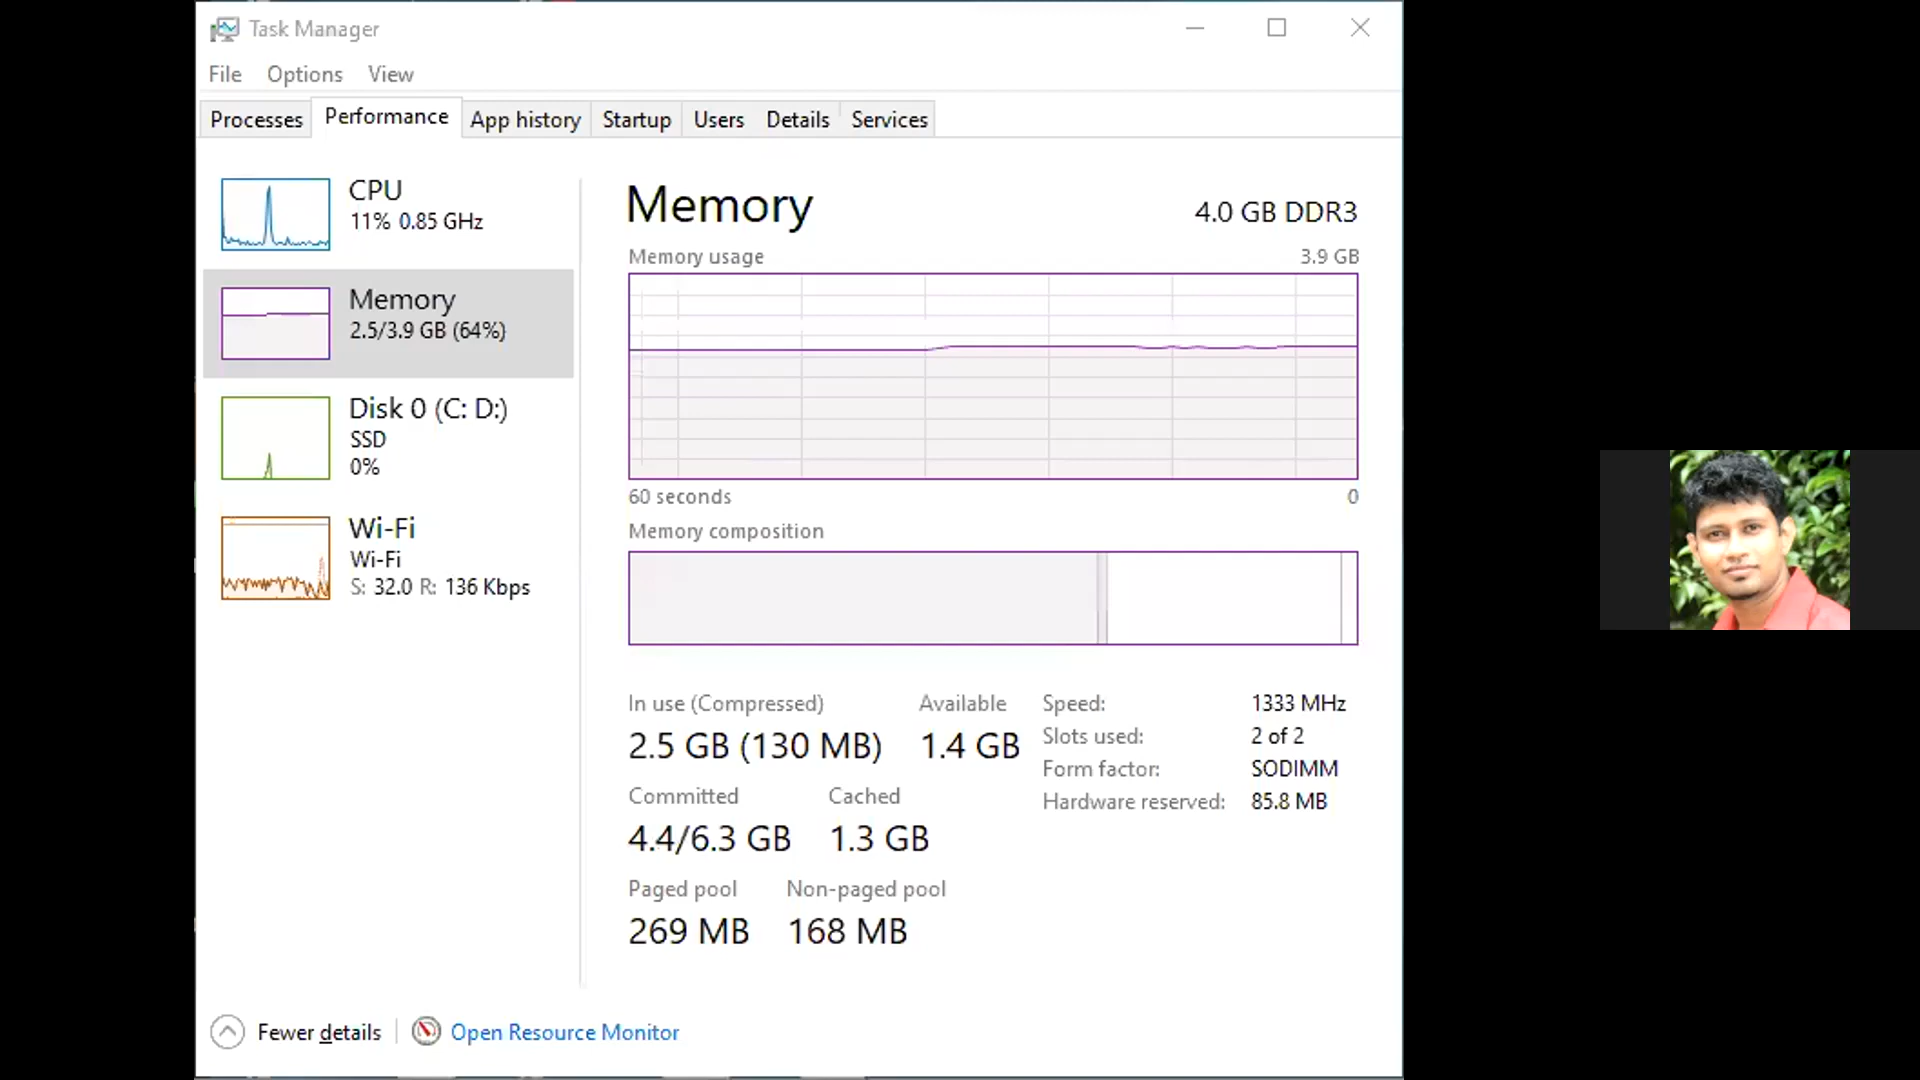 Task Manager
File Options View
Processes Performance App history Startup Users Details Services
CPU
11% 0.85 GHz
Memory
2.5/3.9 GB (64%)
Disk 0 (C: D:)
SSD
0%
Wi-Fi
Wi-Fi
S: 32.0 R: 136 Kbps
Memory 4.0 GB DDR3
Memory usage 3.9 GB
60 seconds 0
Memory composition
In use (Compressed) Available
2.5 GB (130 MB) 1.4 GB
Committed Cached
4.4/6.3 GB 1.3 GB
Paged pool Non-paged pool
269 MB 168 MB
Speed: 1333 MHz
Slots used: 2 of 2
Form factor: SODIMM
Hardware reserved: 85.8 MB
Fewer details Open Resource Monitor